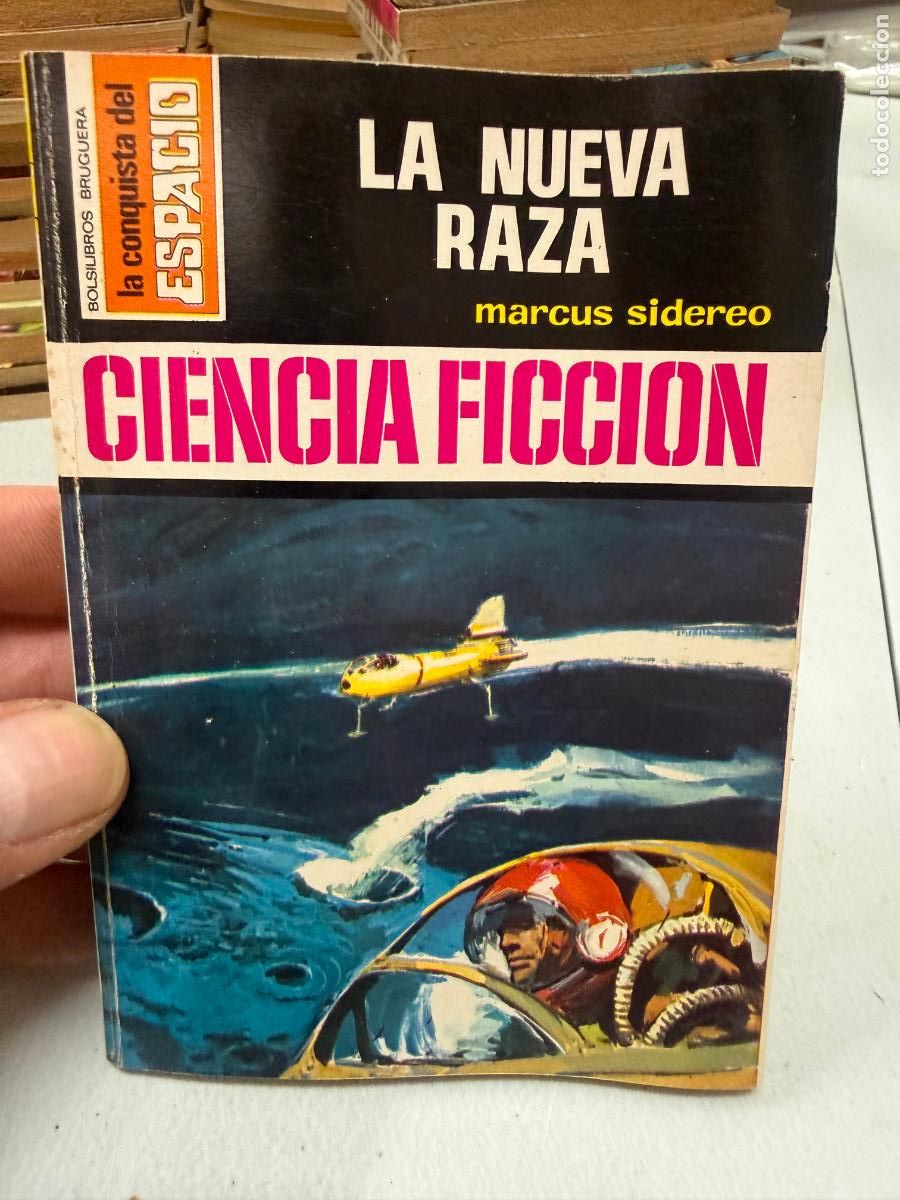 BOLSILIBROS BRUGUERA
la conquista del
ESPACIO
LA NUEVA
RAZA
marcus sidereo
CIENCIA FICCION
todocoleccion